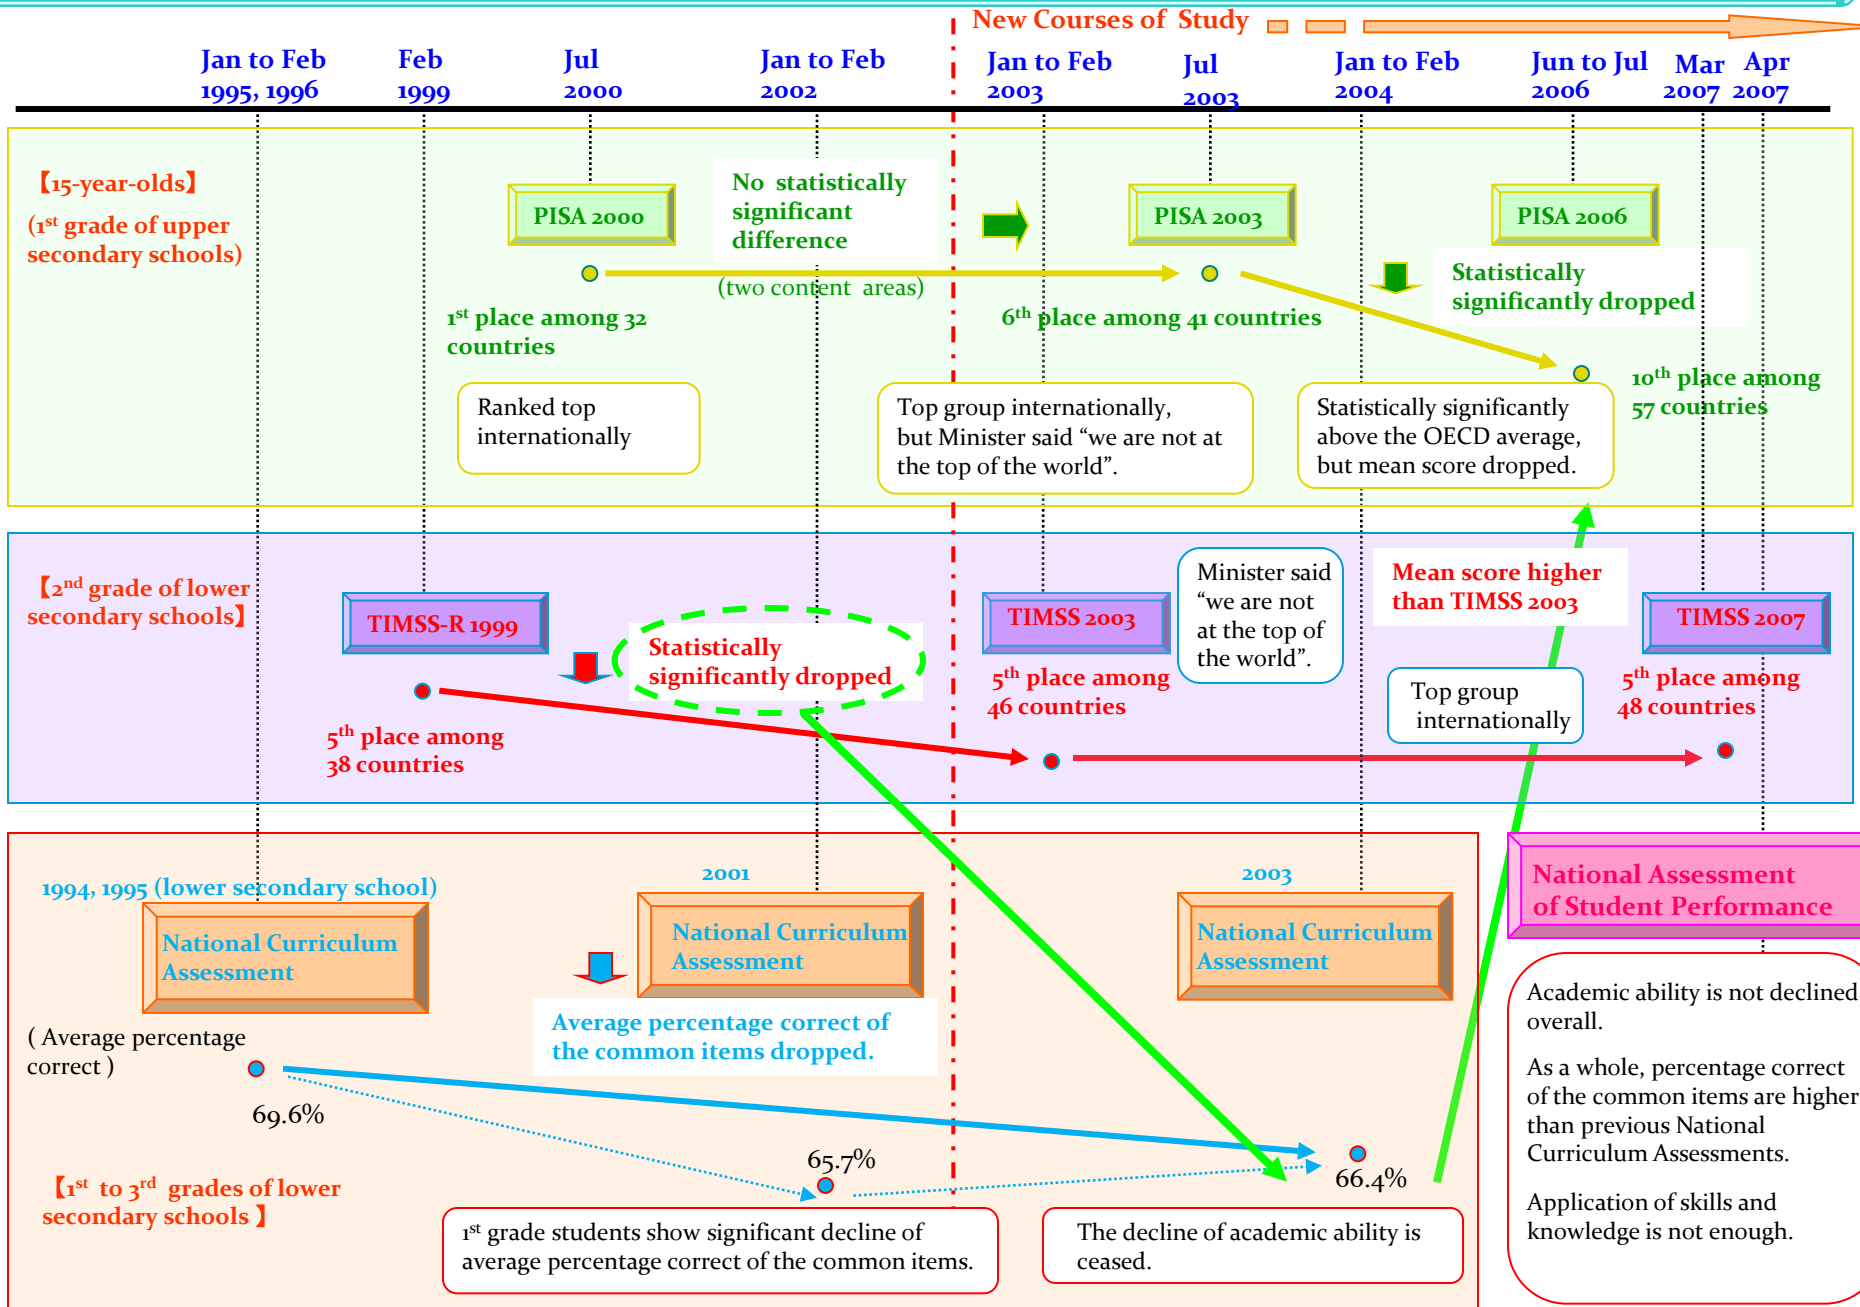 New Courses of Study
Jan to Feb
1995, 1996
Feb
1999
Jul
2000
Jan to Feb
2002
Jan to Feb
2003
Jul
2003
Jan to Feb
2004
Jun to Jul
2006
Mar
2007
Apr
2007
【15-year-olds】
(1st grade of upper
secondary schools)
PISA 2000
No statistically
significant
difference
(two content areas)
PISA 2003
PISA 2006
Statistically
significantly dropped
1st place among 32
countries
6th place among 41 countries
10th place among
57 countries
Ranked top
internationally
Top group internationally,
but Minister said “we are not at
the top of the world”.
Statistically significantly
above the OECD average,
but mean score dropped.
【2nd grade of lower
secondary schools】
TIMSS-R 1999
Statistically
significantly dropped
TIMSS 2003
Minister said
“we are not
at the top of
the world”.
Mean score higher
than TIMSS 2003
TIMSS 2007
5th place among
38 countries
5th place among
46 countries
Top group
internationally
5th place among
48 countries
1994, 1995 (lower secondary school)
National Curriculum
Assessment
2001
National Curriculum
Assessment
2003
National Curriculum
Assessment
National Assessment
of Student Performance
Average percentage correct of
the common items dropped.
( Average percentage
correct )
69.6%
65.7%
66.4%
【1st to 3rd grades of lower
secondary schools 】
1st grade students show significant decline of
average percentage correct of the common items.
The decline of academic ability is
ceased.
Academic ability is not declined
overall.
As a whole, percentage correct
of the common items are higher
than previous National
Curriculum Assessments.
Application of skills and
knowledge is not enough.